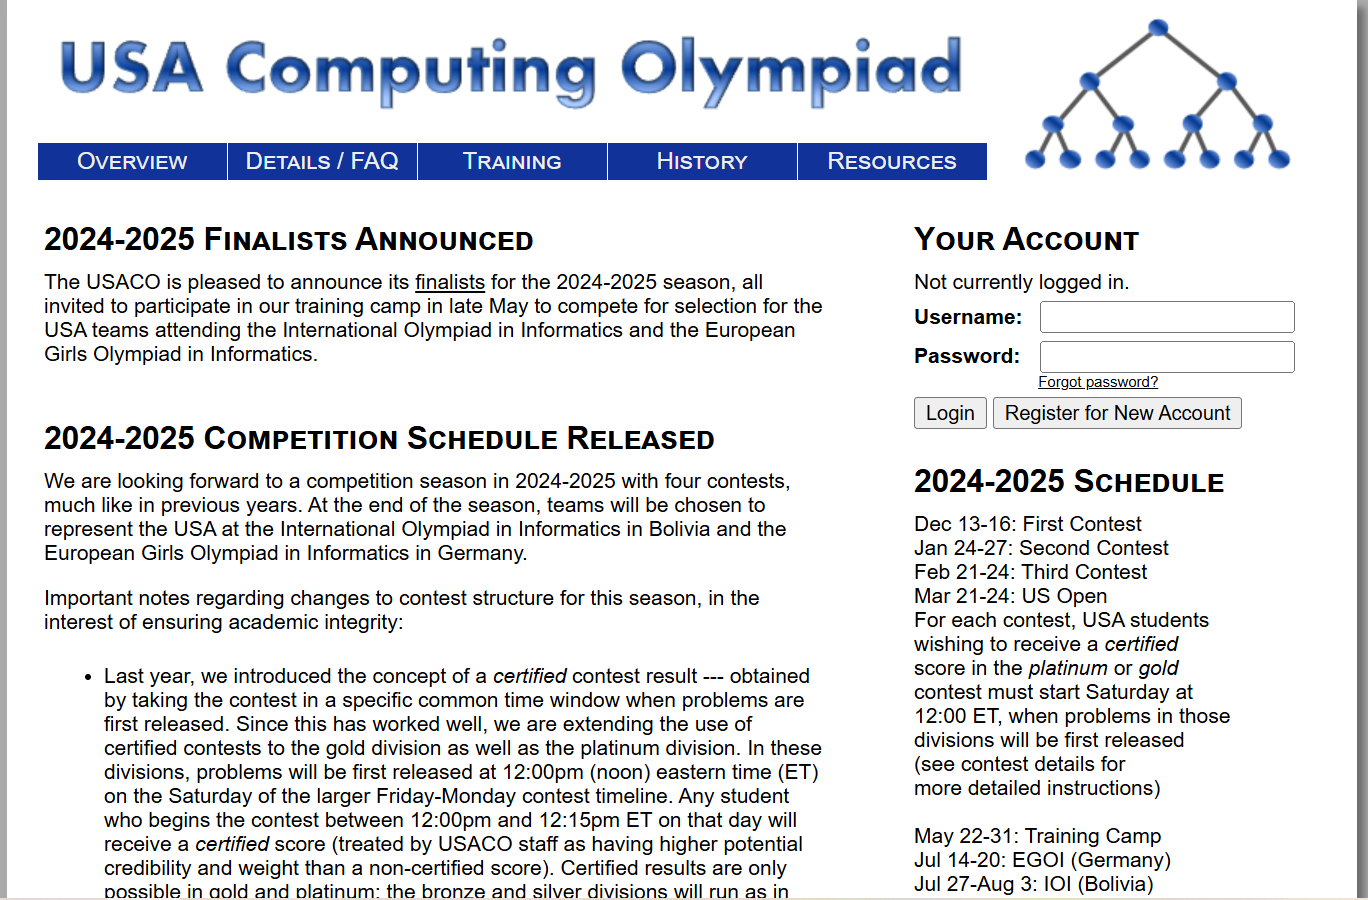 USA Computing Olympiad
OVERVIEW
DETAILS / FAQ
TRAINING
HISTORY
RESOURCES
2024-2025 FINALISTS ANNOUNCED
The USACO is pleased to announce its finalists for the 2024-2025 season, all
invited to participate in our training camp in late May to compete for selection for the
USA teams attending the International Olympiad in Informatics and the European
Girls Olympiad in Informatics.
2024-2025 COMPETITION SCHEDULE RELEASED
We are looking forward to a competition season in 2024-2025 with four contests,
much like in previous years. At the end of the season, teams will be chosen to
represent the USA at the International Olympiad in Informatics in Bolivia and the
European Girls Olympiad in Informatics in Germany.
Important notes regarding changes to contest structure for this season, in the
interest of ensuring academic integrity:
• Last year, we introduced the concept of a certified contest result --- obtained
by taking the contest in a specific common time window when problems are
first released. Since this has worked well, we are extending the use of
certified contests to the gold division as well as the platinum division. In these
divisions, problems will be first released at 12:00pm (noon) eastern time (ET)
on the Saturday of the larger Friday-Monday contest timeline. Any student
who begins the contest between 12:00pm and 12:15pm ET on that day will
receive a certified score (treated by USACO staff as having higher potential
credibility and weight than a non-certified score). Certified results are only
possible in gold and platinum; the bronze and silver divisions will run as in
YOUR ACCOUNT
Not currently logged in.
Username:
Password:
Forgot password?
Login
Register for New Account
2024-2025 SCHEDULE
Dec 13-16: First Contest
Jan 24-27: Second Contest
Feb 21-24: Third Contest
Mar 21-24: US Open
For each contest, USA students
wishing to receive a certified
score in the platinum or gold
contest must start Saturday at
12:00 ET, when problems in those
divisions will be first released
(see contest details for
more detailed instructions)
May 22-31: Training Camp
Jul 14-20: EGOI (Germany)
Jul 27-Aug 3: IOI (Bolivia)